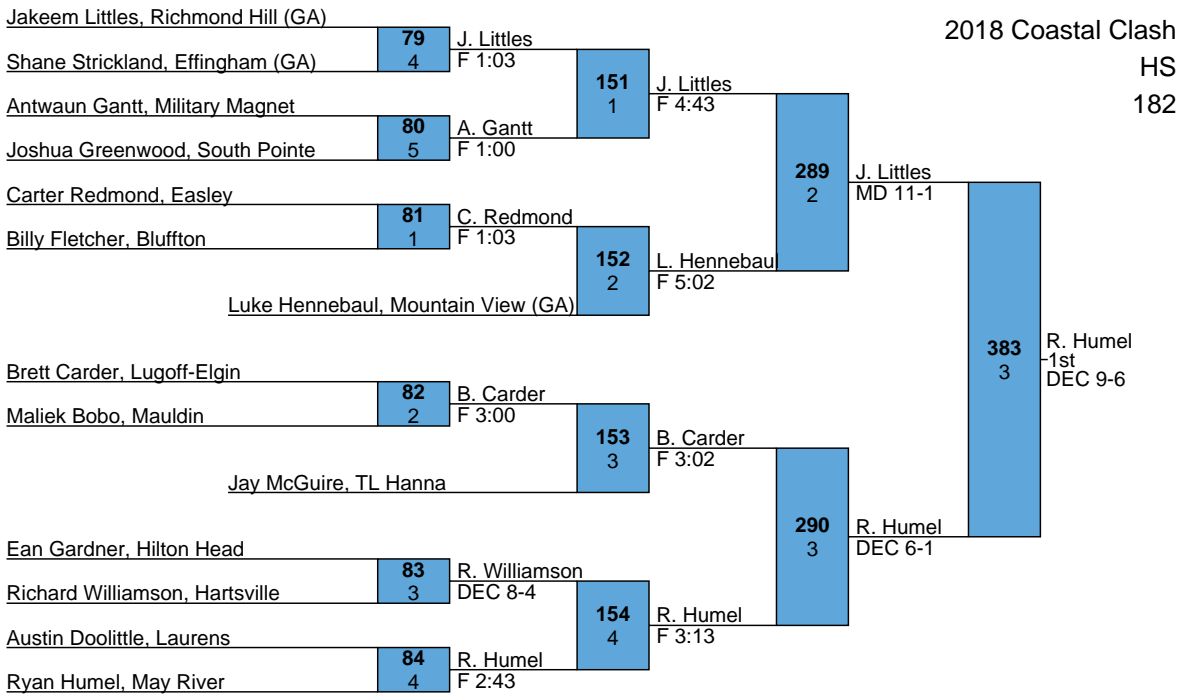 2018 Coastal Clash
HS
182
Jakeem Littles, Richmond Hill (GA)
79
4
J. Littles
F 1:03
Shane Strickland, Effingham (GA)
151
1
J. Littles
F 4:43
Antwaun Gantt, Military Magnet
80
5
A. Gantt
F 1:00
Joshua Greenwood, South Pointe
289
2
J. Littles
MD 11-1
Carter Redmond, Easley
81
1
C. Redmond
F 1:03
Billy Fletcher, Bluffton
152
2
L. Hennebaul
F 5:02
Luke Hennebaul, Mountain View (GA)
383
3
R. Humel
1st
DEC 9-6
Brett Carder, Lugoff-Elgin
82
2
B. Carder
F 3:00
Maliek Bobo, Mauldin
153
3
B. Carder
F 3:02
Jay McGuire, TL Hanna
290
3
R. Humel
DEC 6-1
Ean Gardner, Hilton Head
83
3
R. Williamson
DEC 8-4
Richard Williamson, Hartsville
154
4
R. Humel
F 3:13
Austin Doolittle, Laurens
84
4
R. Humel
F 2:43
Ryan Humel, May River